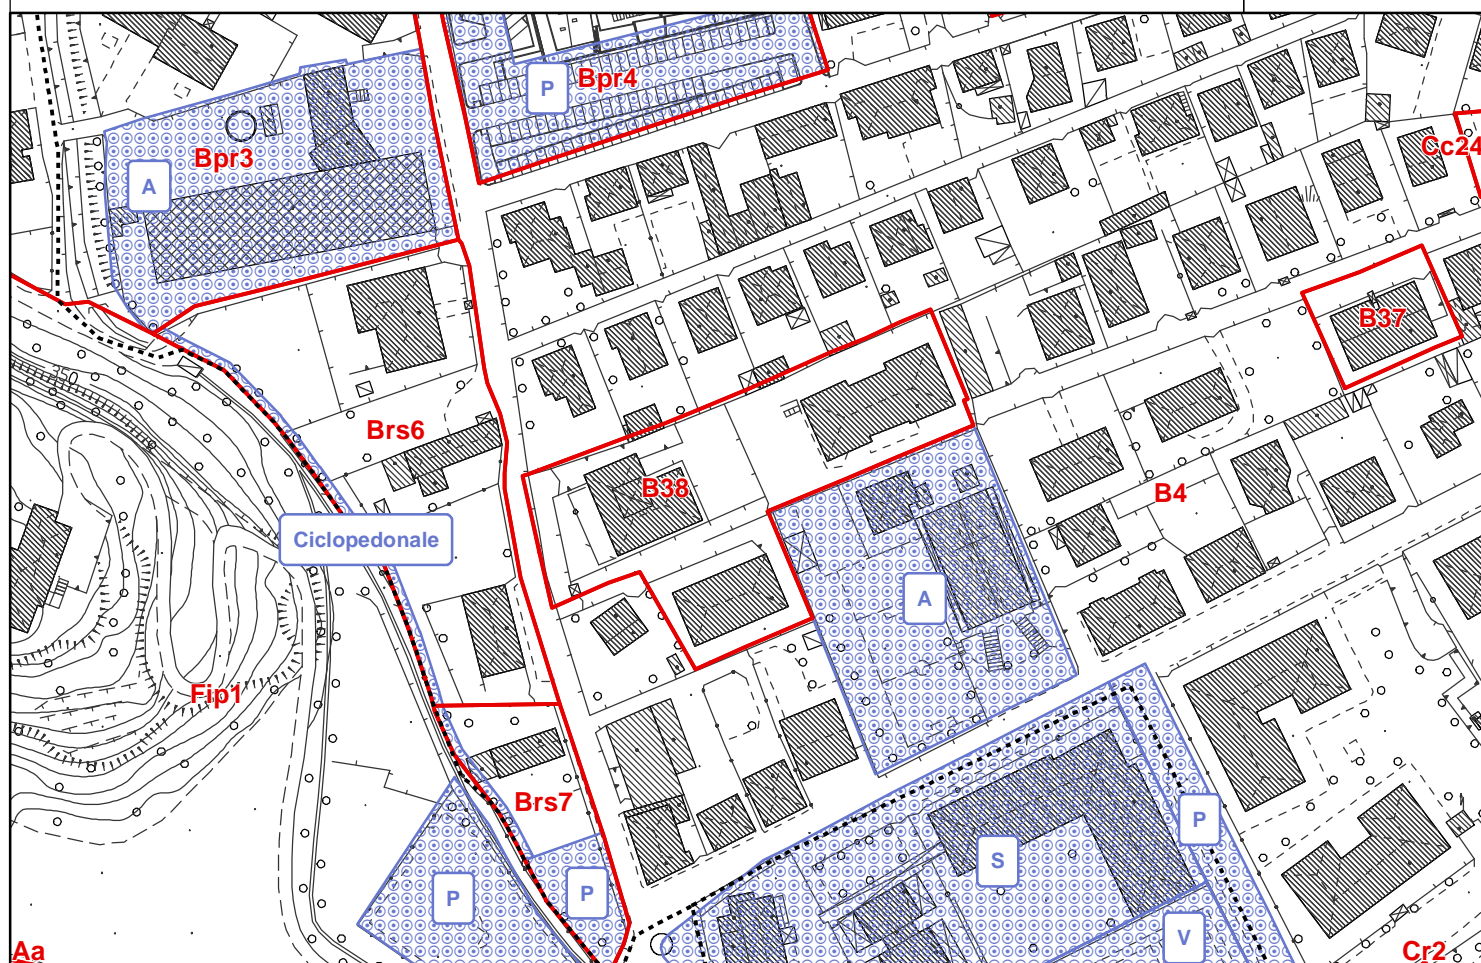 P
Bpr4
Bpr3
A
Cc24
B37
Brs6
B38
B4
Ciclopedonale
A
Fip1
Brs7
P
S
P
P
V
Aa
Cr2
350